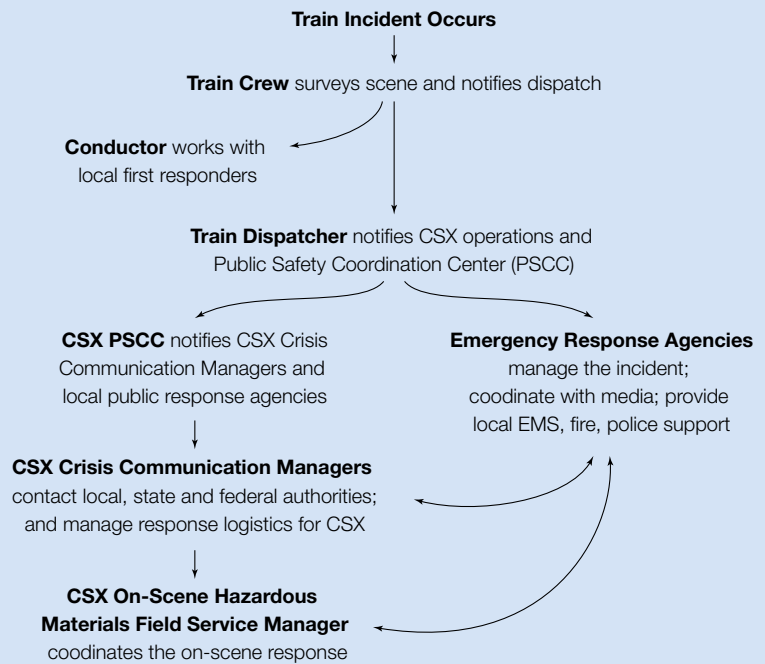 Train Incident Occurs
Train Crew surveys scene and notifies dispatch
Conductor works with
local first responders
Train Dispatcher notifies CSX operations and
Public Safety Coordination Center (PSCC)
CSX PSCC notifies CSX Crisis
Communication Managers and
local public response agencies
Emergency Response Agencies
manage the incident;
coodinate with media; provide
local EMS, fire, police support
CSX Crisis Communication Managers
contact local, state and federal authorities;
and manage response logistics for CSX
CSX On-Scene Hazardous
Materials Field Service Manager
coodinates the on-scene response